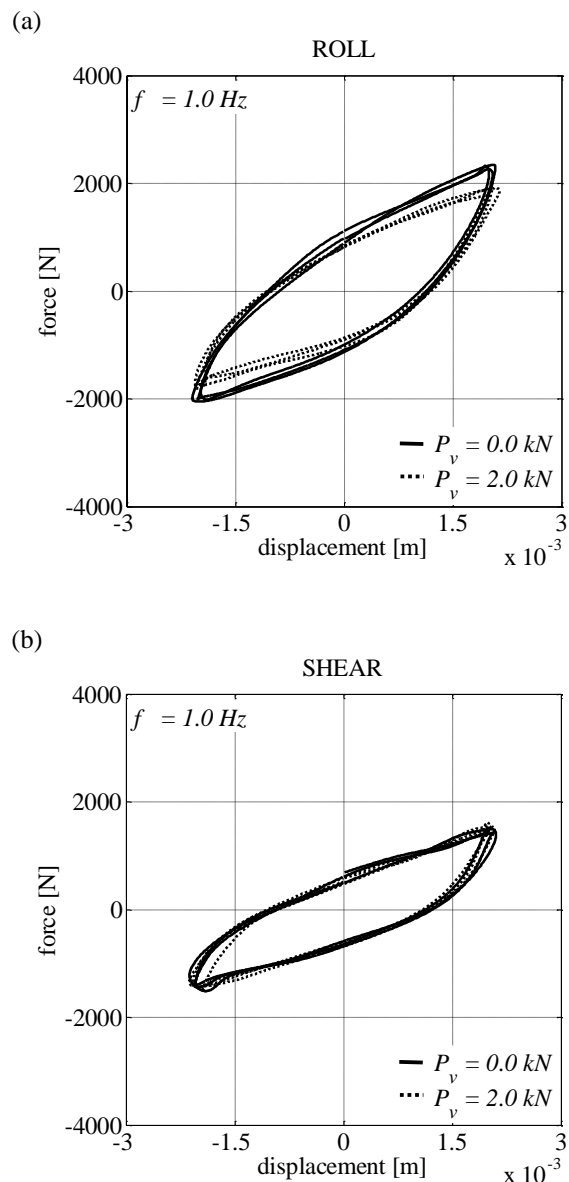 (a)
ROLL
4000
f = 1.0 Hz
2000
force [N]
0
-2000
P_v = 0.0 kN
P_v = 2.0 kN
-4000
-3 -1.5 0 1.5 3
displacement [m]
x 10^-3
(b)
SHEAR
4000
f = 1.0 Hz
2000
force [N]
0
-2000
P_v = 0.0 kN
P_v = 2.0 kN
-4000
-3 -1.5 0 1.5 3
displacement [m]
x 10^-3